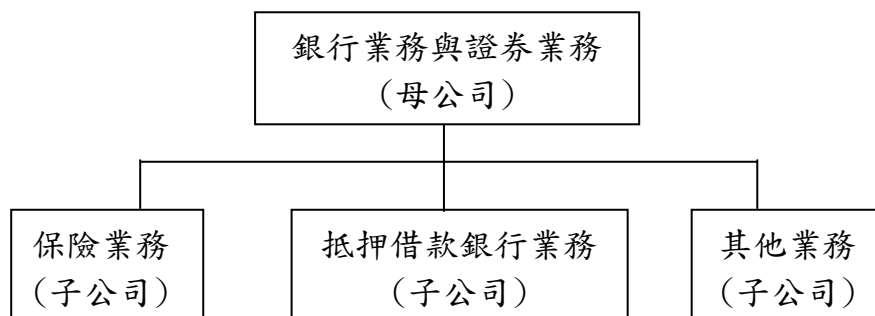 銀行業務與證券業務
（母公司）
保險業務
（子公司）
抵押借款銀行業務
（子公司）
其他業務
（子公司）